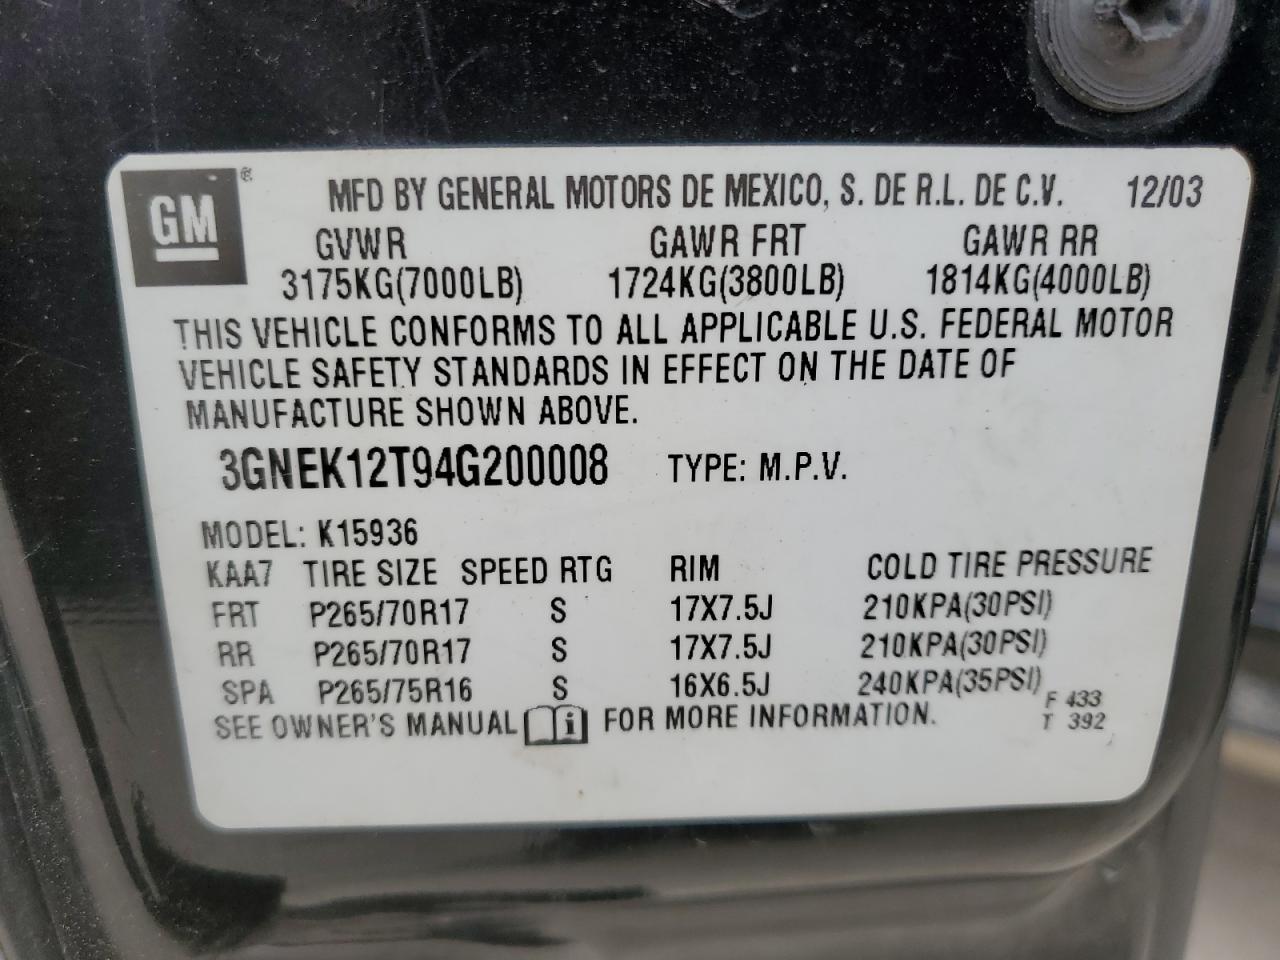 GM® MFD BY GENERAL MOTORS DE MEXICO, S. DE R.L. DE C.V. 12/03
GVWR GAWR FRT GAWR RR
3175KG(7000LB) 1724KG(3800LB) 1814KG(4000LB)
THIS VEHICLE CONFORMS TO ALL APPLICABLE U.S. FEDERAL MOTOR
VEHICLE SAFETY STANDARDS IN EFFECT ON THE DATE OF
MANUFACTURE SHOWN ABOVE.
3GNEK12T94G200008 TYPE: M.P.V.
MODEL: K15936
KAA7 TIRE SIZE SPEED RTG RIM COLD TIRE PRESSURE
FRT P265/70R17 S 17X7.5J 210KPA(30PSI)
RR P265/70R17 S 17X7.5J 210KPA(30PSI)
SPA P265/75R16 S 16X6.5J 240KPA(35PSI)
F 433
SEE OWNER'S MANUAL i FOR MORE INFORMATION. T 392